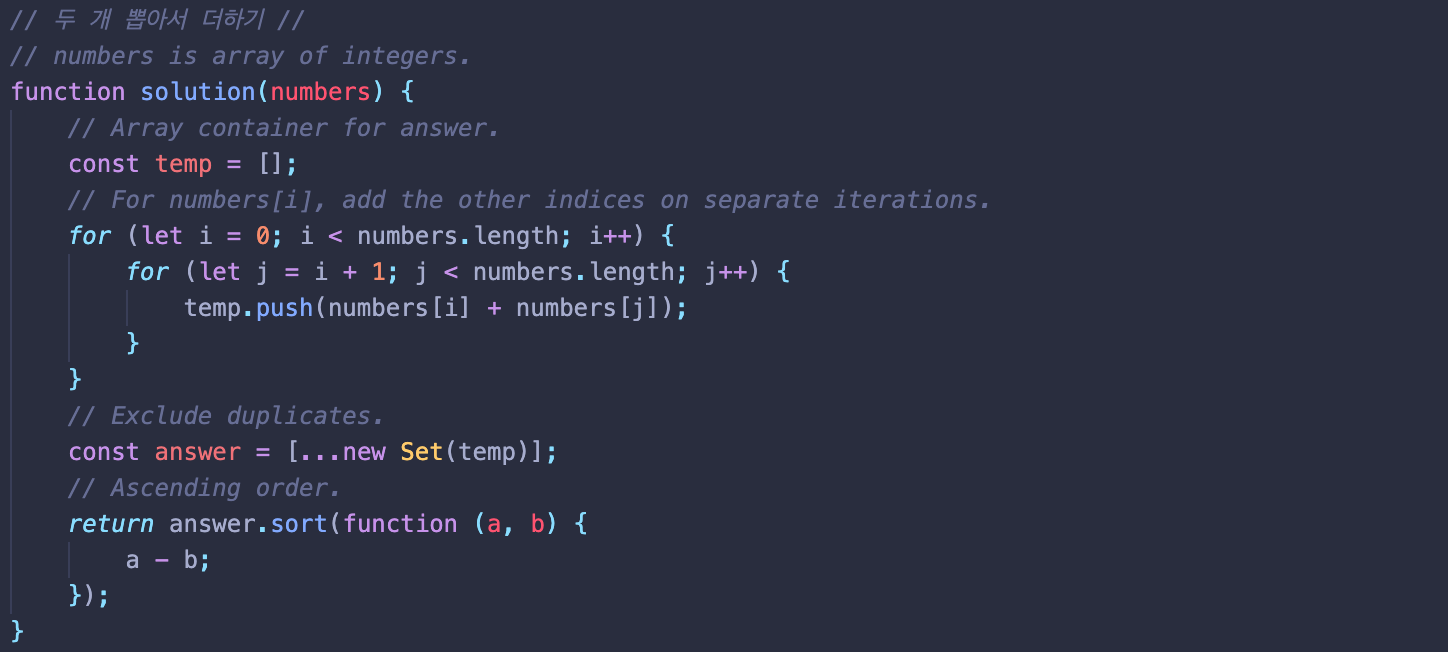 // 두 개 뽑아서 더하기 //
// numbers is array of integers.
function solution(numbers) {
    // Array container for answer.
    const temp = [];
    // For numbers[i], add the other indices on separate iterations.
    for (let i = 0; i < numbers.length; i++) {
        for (let j = i + 1; j < numbers.length; j++) {
            temp.push(numbers[i] + numbers[j]);
        }
    }
    // Exclude duplicates.
    const answer = [...new Set(temp)];
    // Ascending order.
    return answer.sort(function (a, b) {
        a - b;
    });
}